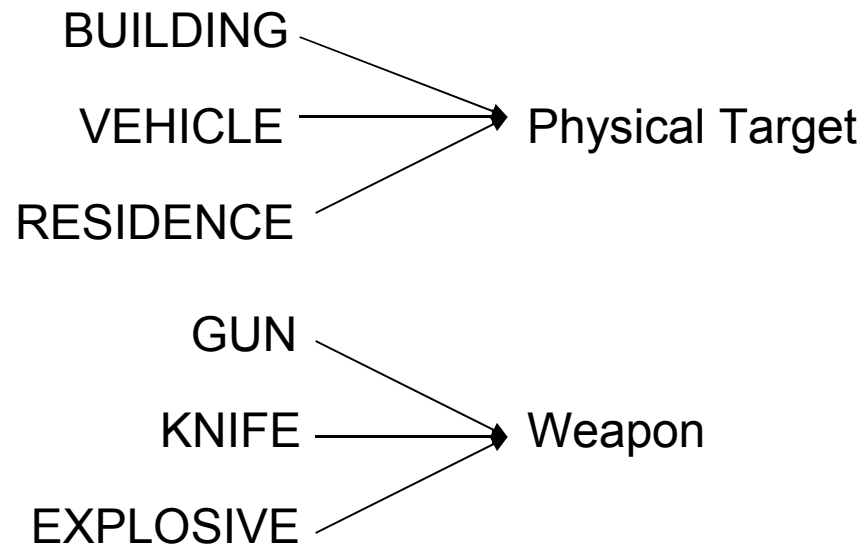 BUILDING
VEHICLE
Physical Target
RESIDENCE
GUN
KNIFE
Weapon
EXPLOSIVE